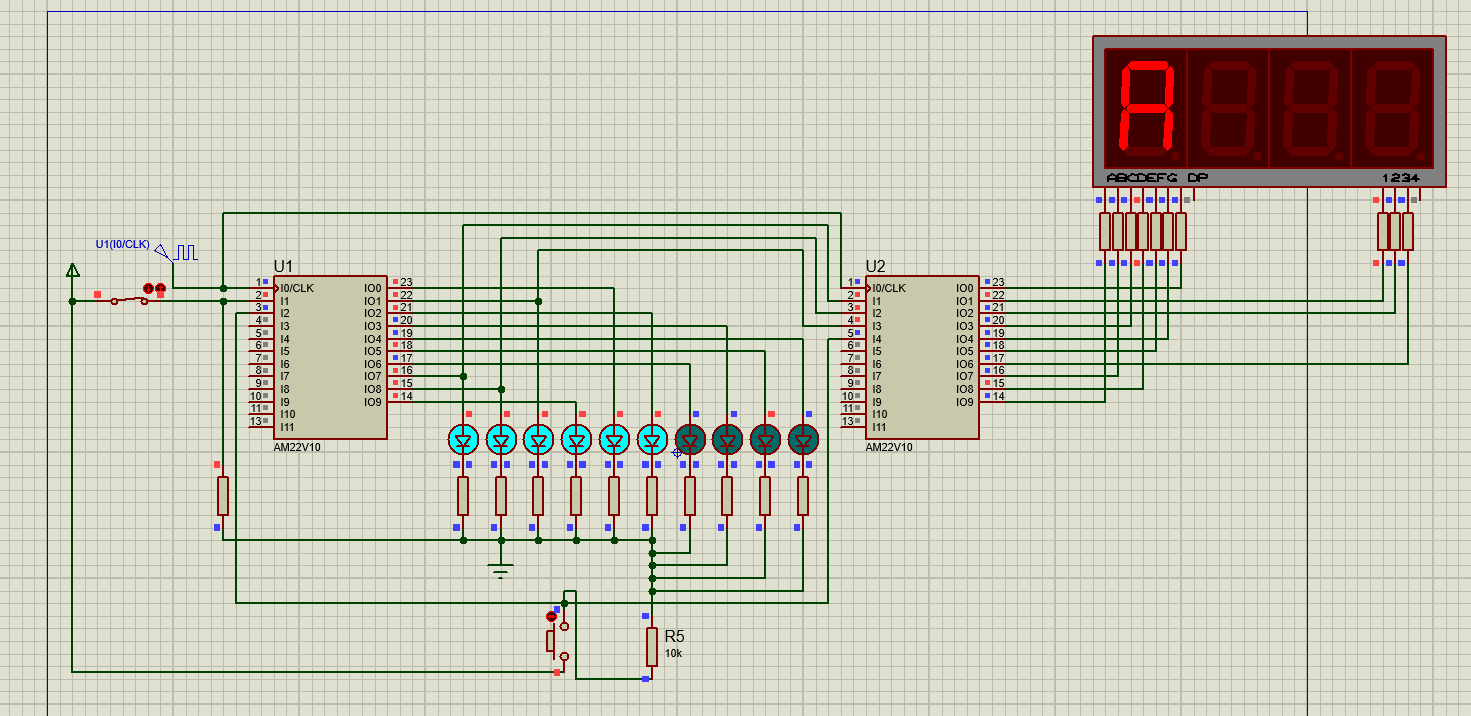 A
ABCDEFG DP
1234
U1(I0/CLK)
U1
1 I0/CLK IO0 23
2 I1 IO1 22
3 I2 IO2 21
4 I3 IO3 20
5 I4 IO4 19
6 I5 IO5 18
7 I6 IO6 17
8 I7 IO7 16
9 I8 IO8 15
10 I9 IO9 14
11 I10
13 I11
AM22V10
U2
1 I0/CLK IO0 23
2 I1 IO1 22
3 I2 IO2 21
4 I3 IO3 20
5 I4 IO4 19
6 I5 IO5 18
7 I6 IO6 17
8 I7 IO7 16
9 I8 IO8 15
10 I9 IO9 14
11 I10
13 I11
AM22V10
R5
10k